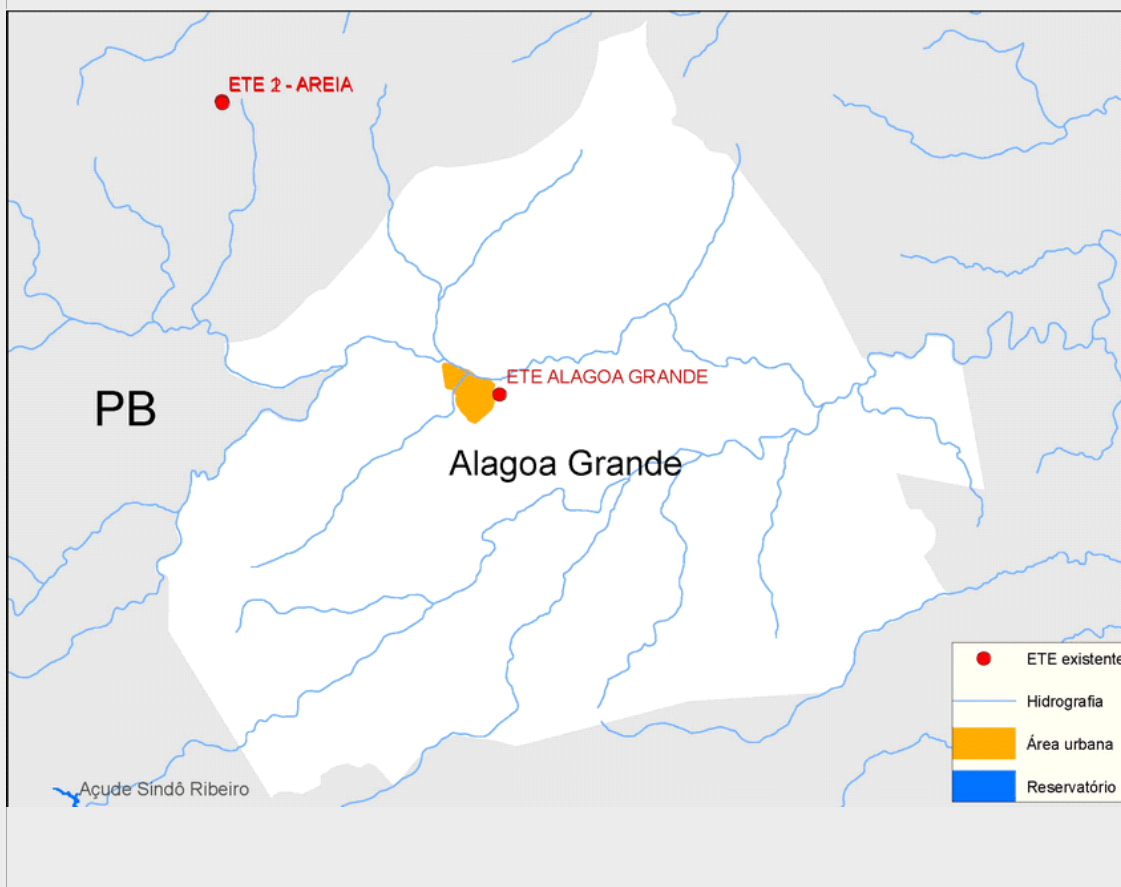 ETE 2 - AREIA
ETE ALAGOA GRANDE
PB
Alagoa Grande
ETE existente
Hidrografia
Área urbana
Reservatório
Açude Sindô Ribeiro